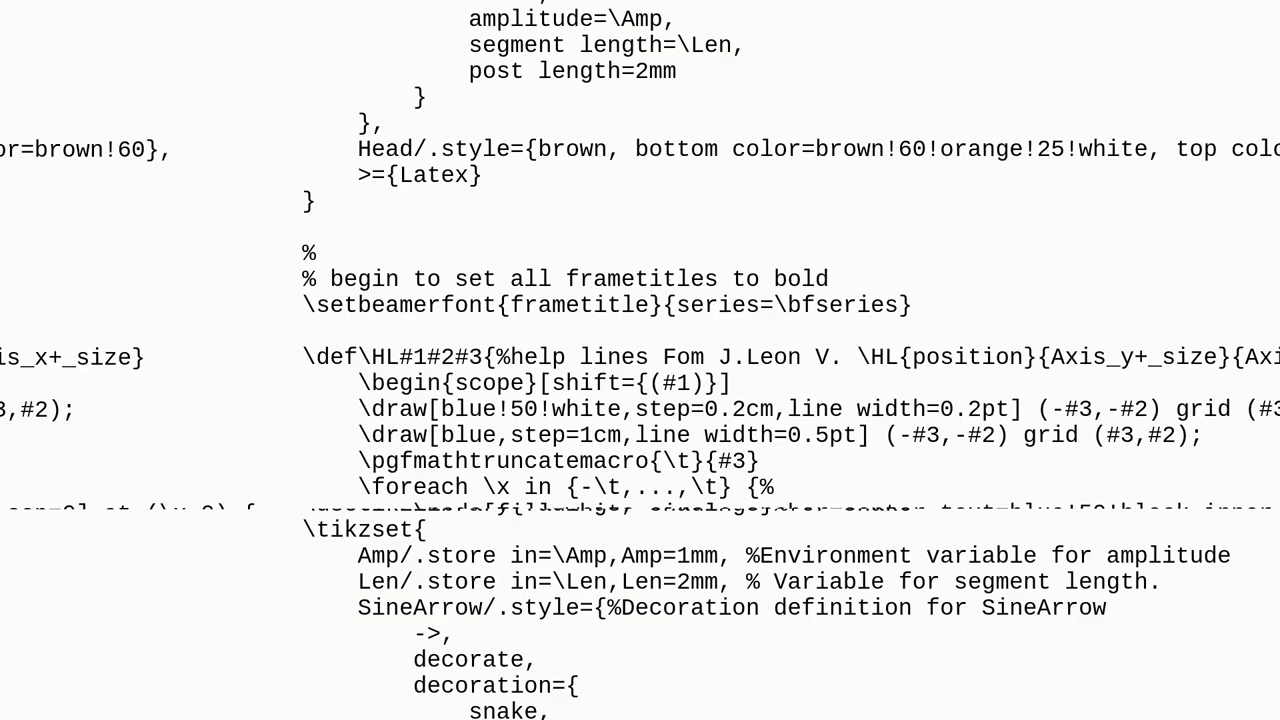 amplitude=\Amp,
segment length=\Len,
post length=2mm
}
},
or=brown!60}, Head/.style={brown, bottom color=brown!60!orange!25!white, top colo
>={Latex}
}
%
% begin to set all frametitles to bold
\setbeamerfont{frametitle}{series=\bfseries}
is_x+_size} \def\HL#1#2#3{%help lines Fom J.Leon V. \HL{position}{Axis_y+_size}{Axi
\begin{scope}[shift={(#1)}]
3,#2); \draw[blue!50!white,step=0.2cm,line width=0.2pt] (-#3,-#2) grid (#3
\draw[blue,step=1cm,line width=0.5pt] (-#3,-#2) grid (#3,#2);
\pgfmathtruncatemacro{\t}{#3}
\foreach \x in {-\t,...,\t} {%
\tikzset{
Amp/.store in=\Amp,Amp=1mm, %Environment variable for amplitude
Len/.store in=\Len,Len=2mm, % Variable for segment length.
SineArrow/.style={%Decoration definition for SineArrow
->,
decorate,
decoration={
snake,